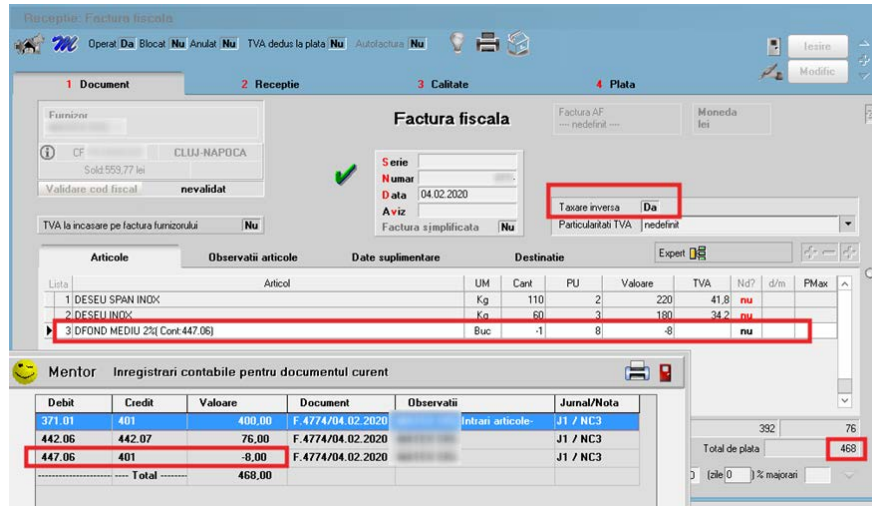 Receptie: Factura fiscala
Operat Da Blocat Nu Anulat Nu TVA dedus la plata Nu Autofactura Nu
Iesire
Modific
1 Document 2 Receptie 3 Calitate 4 Plata
Furnizor
Factura fiscala
Factura AF
---- nedefinit ----
Moneda
lei
CF CLUJ-NAPOCA
Sold:559,77 lei
Validare cod fiscal nevalidat
Serie
Numar
Data 04.02.2020
Aviz
Factura simplificata Nu
Taxare inversa Da
Particularitati TVA nedefinit
TVA la incasare pe factura furnizorului Nu
Articole Observatii articole Date suplimentare Destinatie Expert
Lista Articol UM Cant PU Valoare TVA Nd? d/m PMax
1 DESEU SPAN INOX Kg 110 2 220 41,8 nu
2 DESEU INOX Kg 60 3 180 34,2 nu
3 DFOND MEDIU 2%( Cont:447.06) Buc -1 8 -8 nu
Mentor Inregistrari contabile pentru documentul curent
Debit Credit Valoare Document Observatii Jurnal/Nota
371.01 401 400,00 F.4774/04.02.2020 Intrari articole- J1 / NC3
442.06 442.07 76,00 F.4774/04.02.2020 J1 / NC3
447.06 401 -8,00 F.4774/04.02.2020 J1 / NC3
---- Total ---- 468,00
392 76
Total de plata 468
(zile 0 ) % majorari